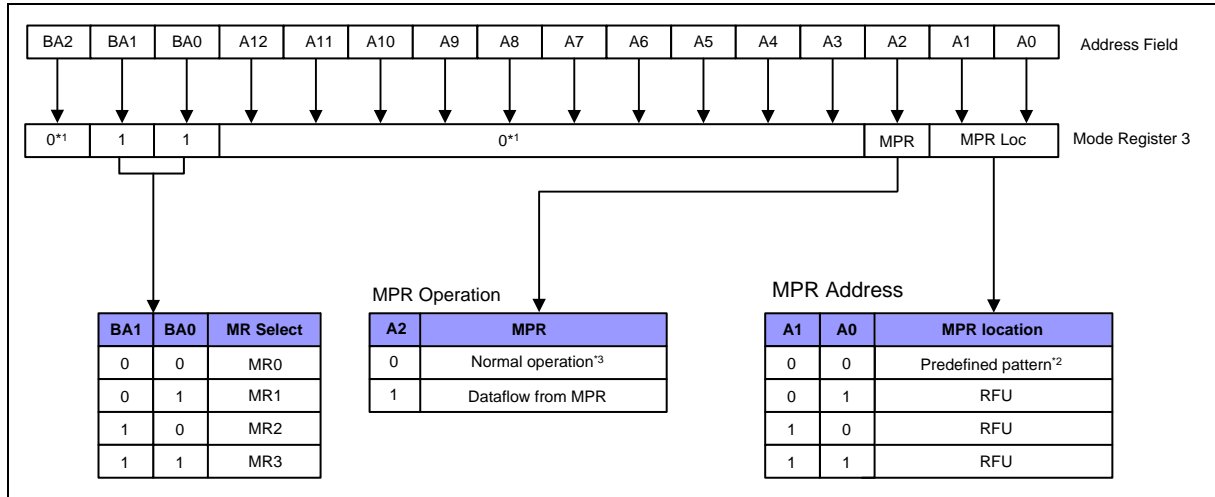 BA2 BA1 BA0 A12 A11 A10 A9 A8 A7 A6 A5 A4 A3 A2 A1 A0 Address Field
0*1 1 1 0*1 MPR MPR Loc Mode Register 3
MPR Operation
MPR Address
BA1 BA0 MR Select
0 0 MR0
0 1 MR1
1 0 MR2
1 1 MR3
A2 MPR
0 Normal operation*3
1 Dataflow from MPR
A1 A0 MPR location
0 0 Predefined pattern*2
0 1 RFU
1 0 RFU
1 1 RFU